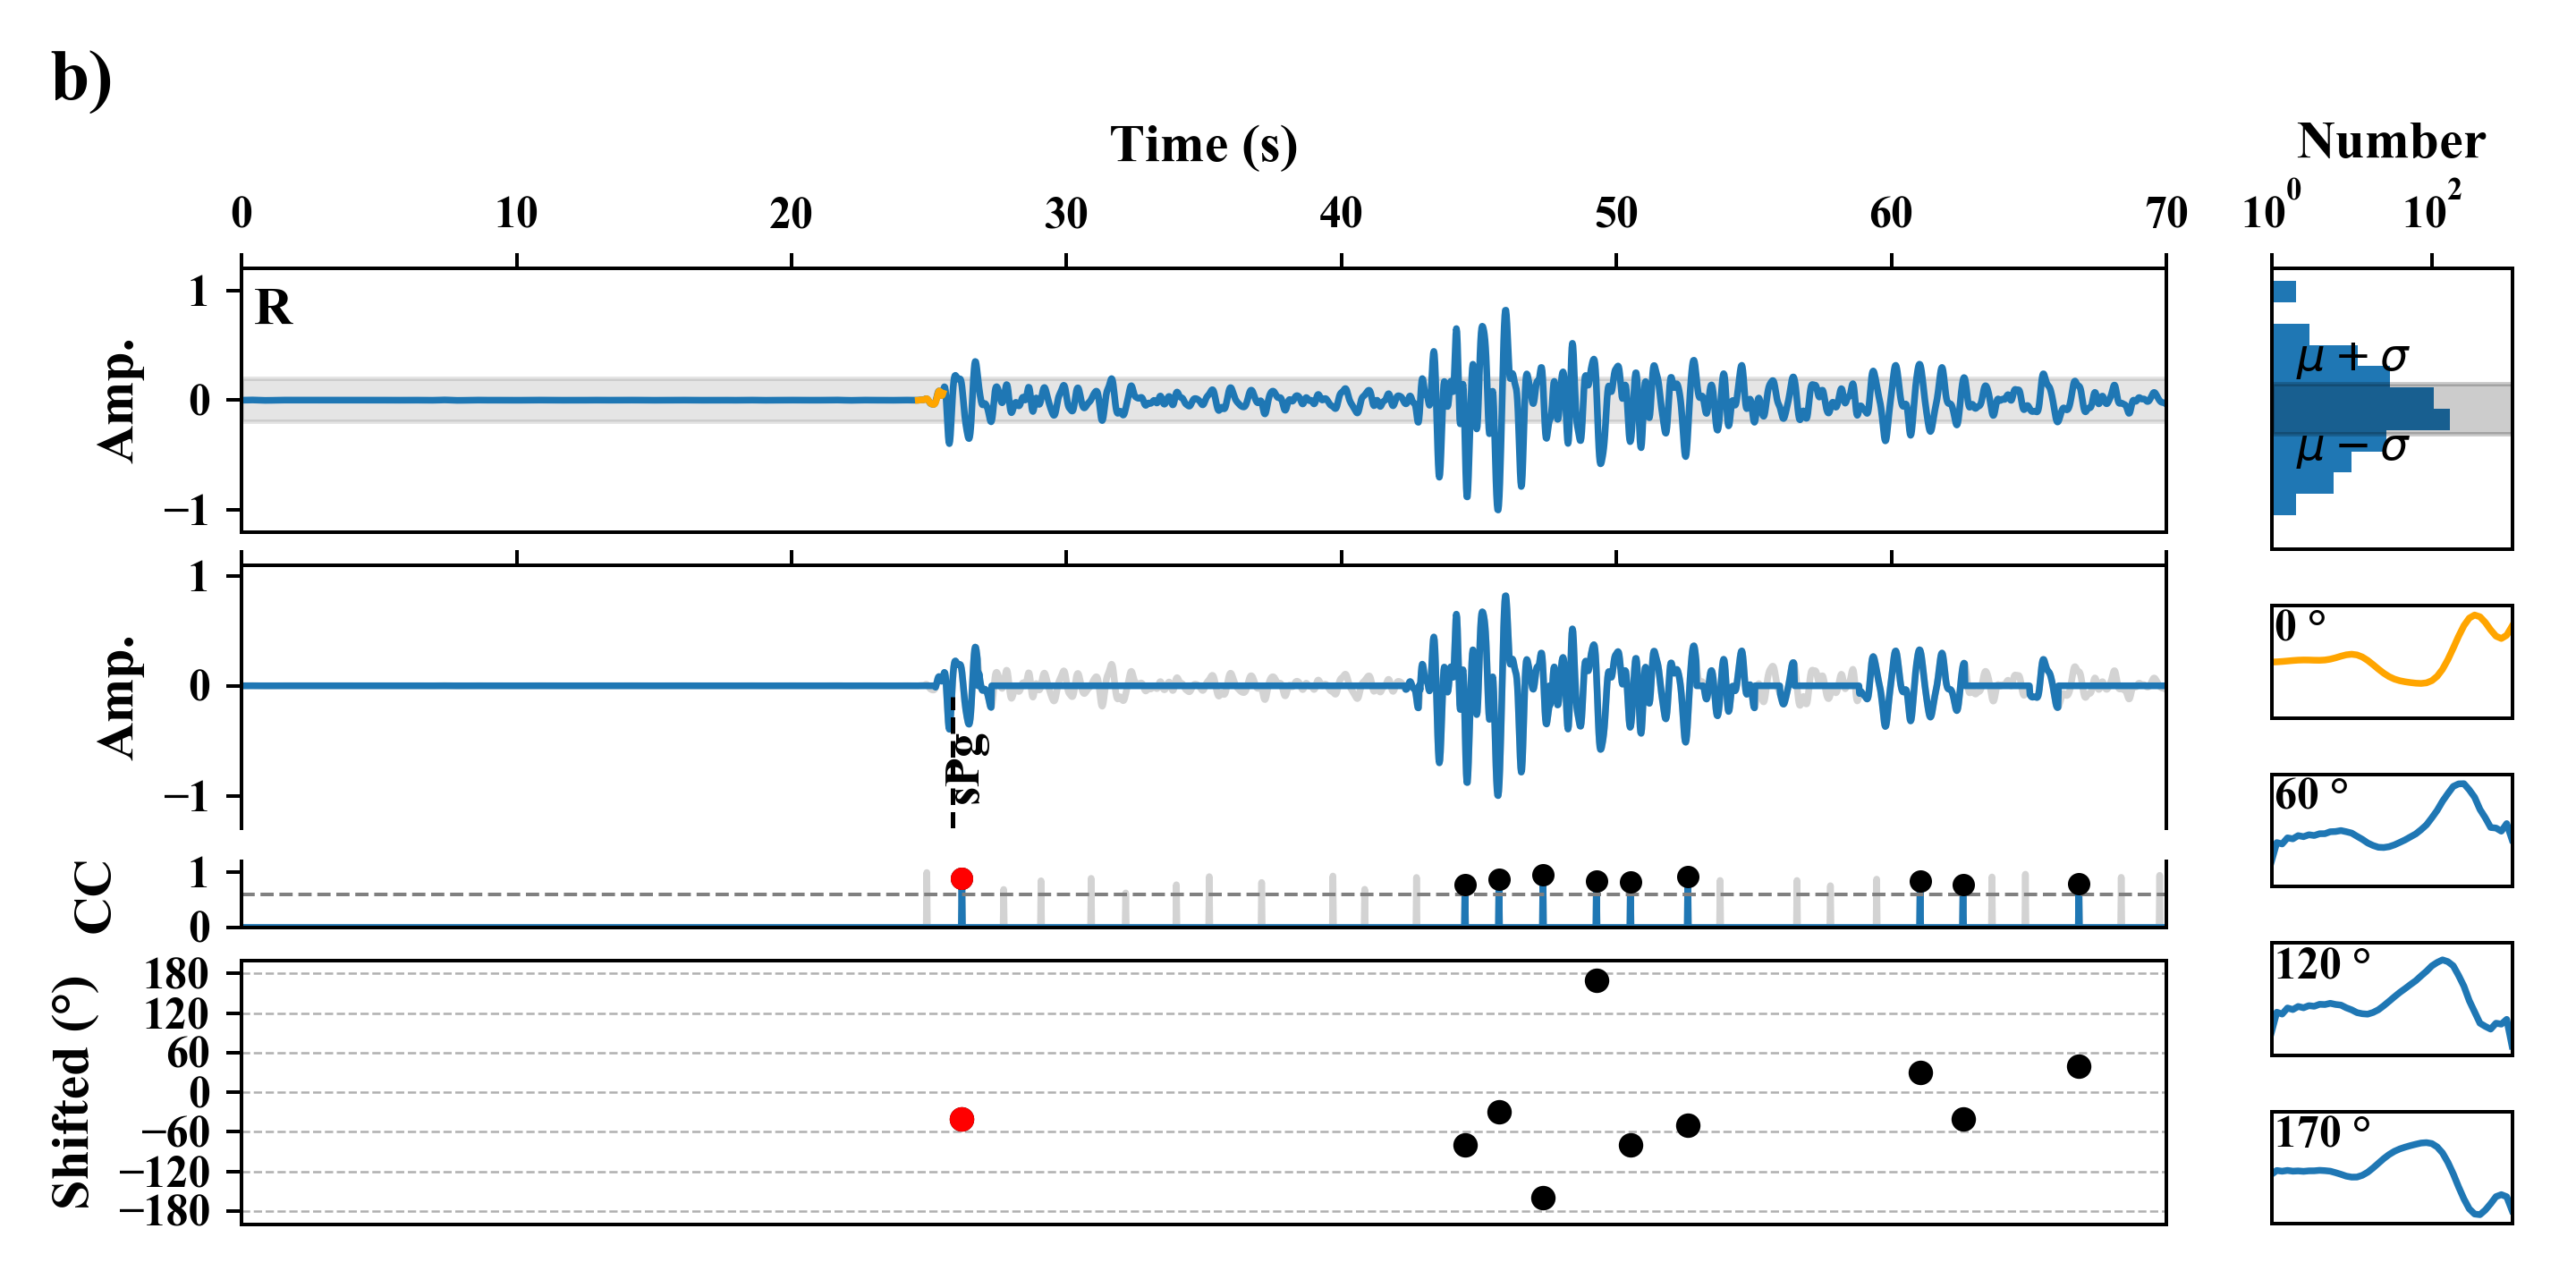 b)
Time (s)
Number
0 10 20 30 40 50 60 70
10^0 10^2
R
Amp.
1
0
−1
μ + σ
μ − σ
Amp.
1
0
−1
sPg
0 °
60 °
CC
1
0
120 °
Shifted (°)
180
120
60
0
−60
−120
−180
170 °